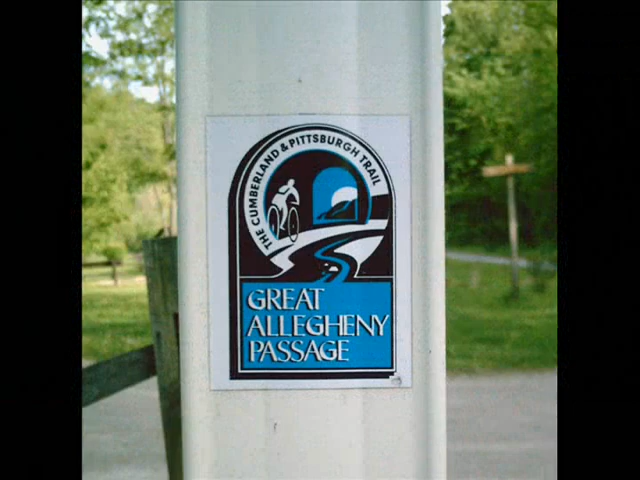 THE CUMBERLAND & PITTSBURGH TRAIL
GREAT
ALLEGHENY
PASSAGE